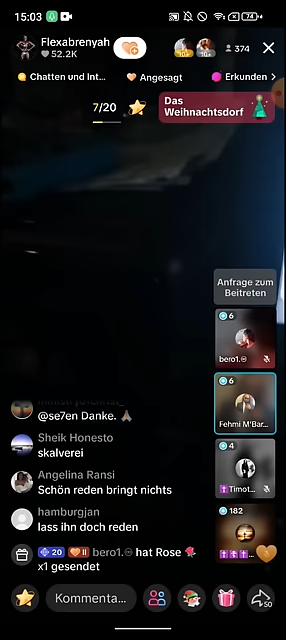 15:03
74
Flexabrenyah
52.2K
374
Chatten und Int...
Angesagt
Erkunden
7/20
Das
Weihnachtsdorf
Anfrage zum
Beitreten
6
bero1.
6
Fehmi M'Bar...
4
Timot...
182
@se7en Danke. 🙏
Sheik Honesto
skalverei
Angelina Ransi
Schön reden bringt nichts
hamburgjan
lass ihn doch reden
20 II bero1. hat Rose
x1 gesendet
Kommenta...
50